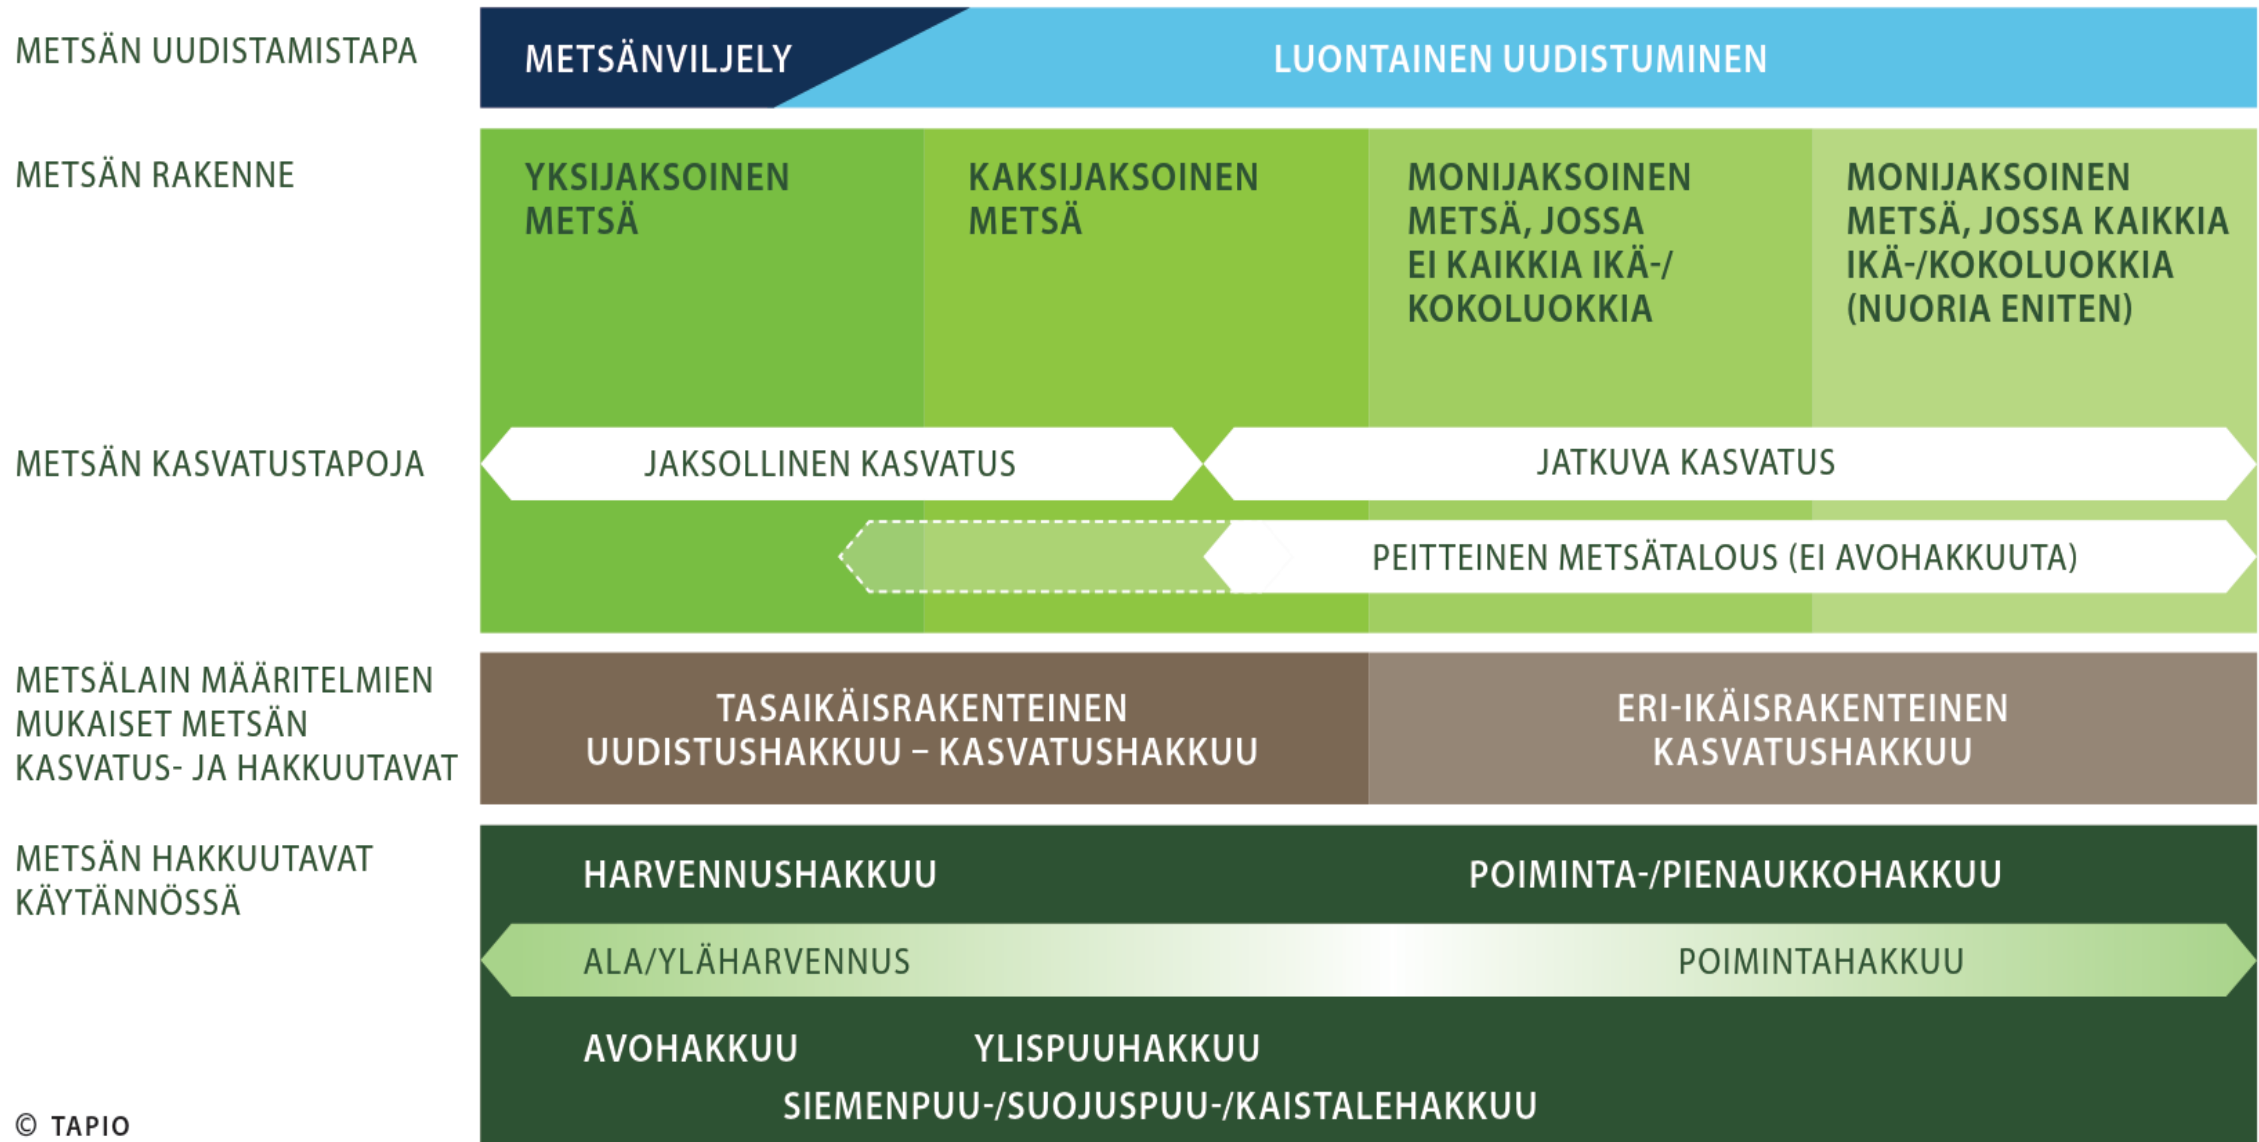 METSÄN UUDISTAMISTAPA
METSÄNVILJELY
LUONTAINEN UUDISTUMINEN
METSÄN RAKENNE
YKSIJAKSOINEN
METSÄ
KAKSIJAKSOINEN
METSÄ
MONIJAKSOINEN
METSÄ, JOSSA
EI KAIKKIA IKÄ-/
KOKOLUOKKIA
MONIJAKSOINEN
METSÄ, JOSSA KAIKKIA
IKÄ-/KOKOLUOKKIA
(NUORIA ENITEN)
METSÄN KASVATUSTAPOJA
JAKSOLLINEN KASVATUS
JATKUVA KASVATUS
PEITTEINEN METSÄTALOUS (EI AVOHAKKUUTA)
METSÄLAIN MÄÄRITELMIEN
MUKAISET METSÄN
KASVATUS- JA HAKKUUTAVAT
TASAIKÄISRAKENTEINEN
UUDISTUSHAKKUU – KASVATUSHAKKUU
ERI-IKÄISRAKENTEINEN
KASVATUSHAKKUU
METSÄN HAKKUUTAVAT
KÄYTÄNNÖSSÄ
HARVENNUSHAKKUU
POIMINTA-/PIENAUKKOHAKKUU
ALA/YLÄHARVENNUS
POIMINTAHAKKUU
AVOHAKKUU
YLISPUUHAKKUU
SIEMENPUU-/SUOJUSPUU-/KAISTALEHAKKUU
© TAPIO